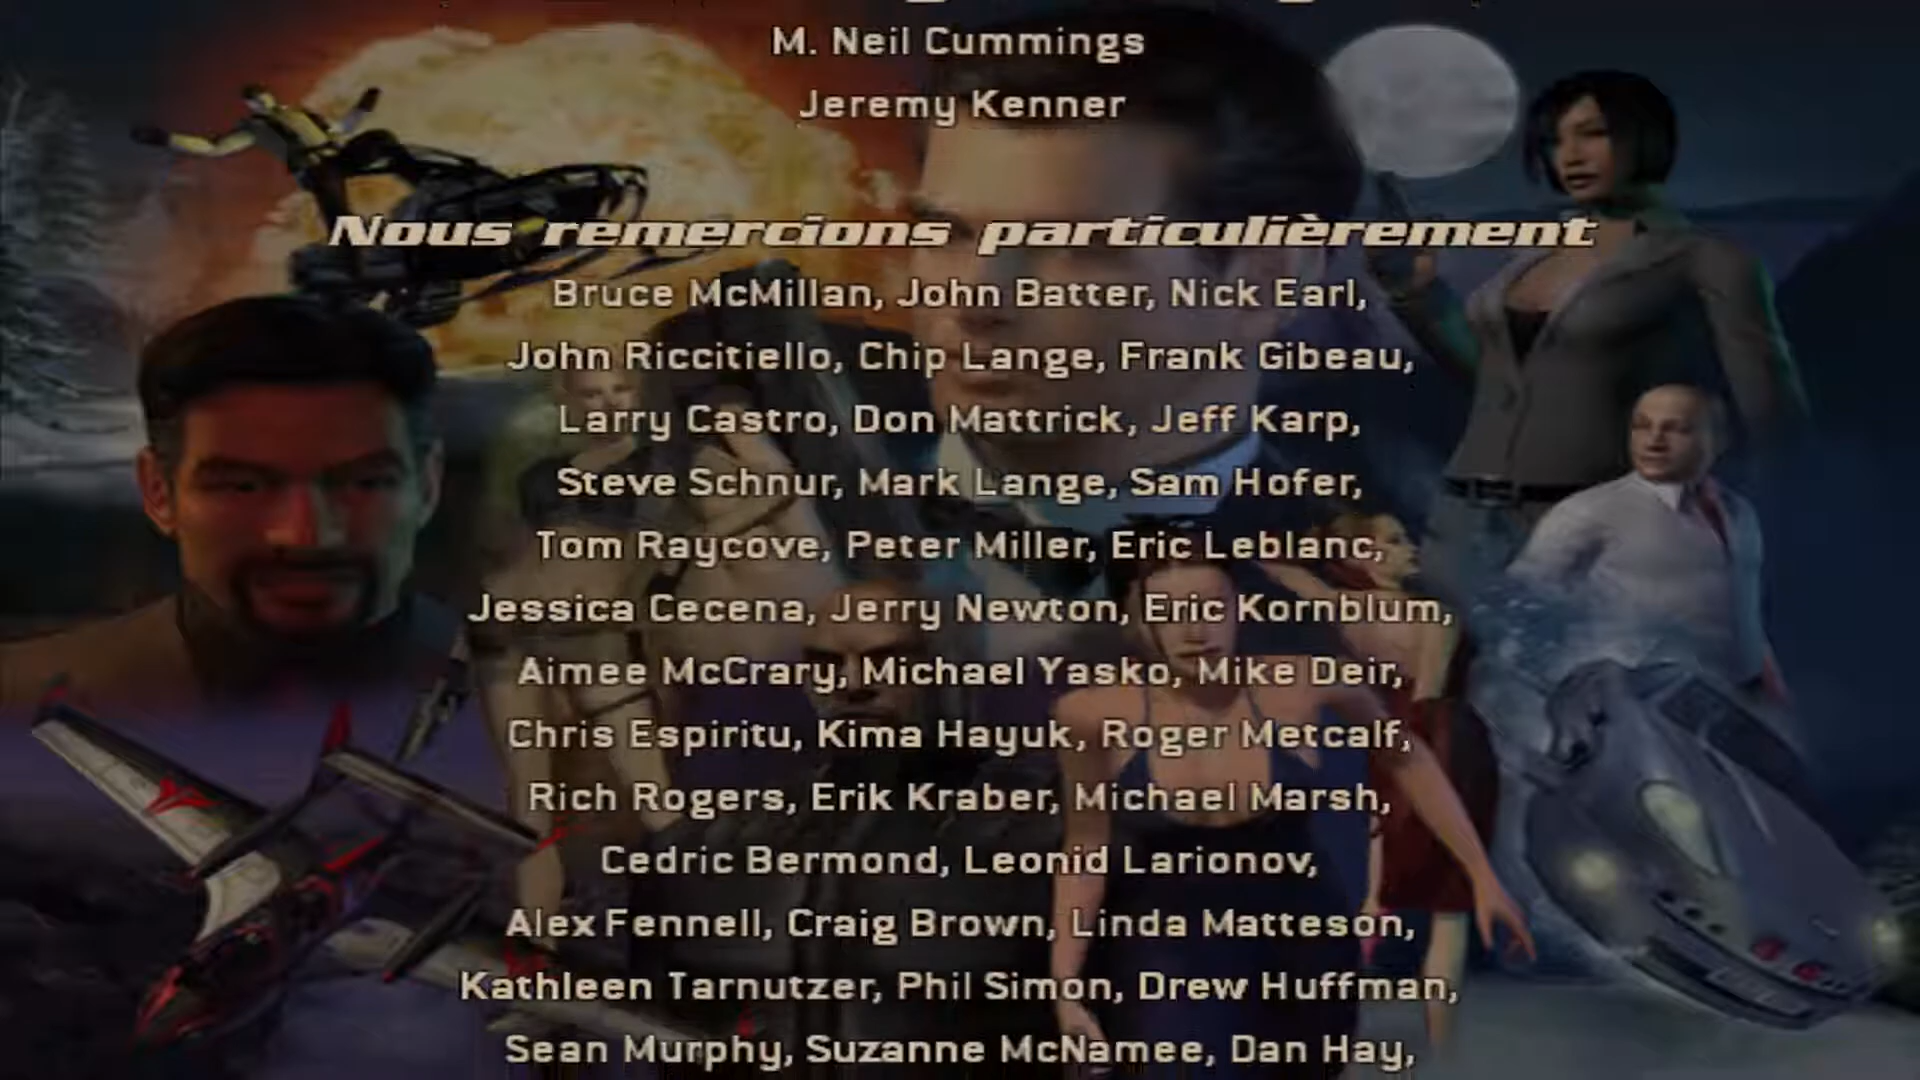 M. Neil Cummings
Jeremy Kenner
Nous remercions particulièrement
Bruce McMillan, John Batter, Nick Earl,
John Riccitiello, Chip Lange, Frank Gibeau,
Larry Castro, Don Mattrick, Jeff Karp,
Steve Schnur, Mark Lange, Sam Hofer,
Tom Raycove, Peter Miller, Eric Leblanc,
Jessica Cecena, Jerry Newton, Eric Kornblum,
Aimee McCrary, Michael Yasko, Mike Deir,
Chris Espiritu, Kima Hayuk, Roger Metcalf,
Rich Rogers, Erik Kraber, Michael Marsh,
Cedric Bermond, Leonid Larionov,
Alex Fennell, Craig Brown, Linda Matteson,
Kathleen Tarnutzer, Phil Simon, Drew Huffman,
Sean Murphy, Suzanne McNamee, Dan Hay,